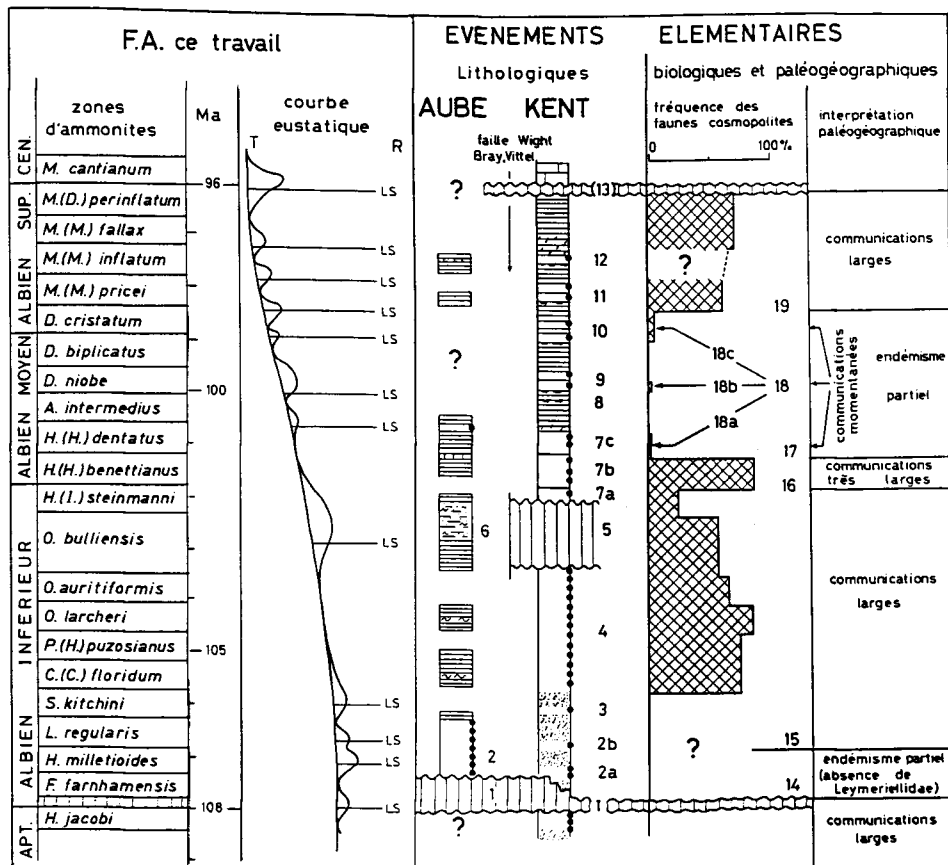 F.A. ce travail
EVENEMENTS ELEMENTAIRES
Lithologiques
biologiques et paléogéographiques
zones
d'ammonites
Ma
courbe
eustatique
T
R
AUBE KENT
faille Wight
Bray, Vittel
fréquence des
faunes cosmopolites
0
100%
interprétation
paléogéographique
CEN.
ALBIEN SUP.
ALBIEN MOYEN
ALBIEN INFERIEUR
APT.
M. cantianum
M.(D.) perinflatum
M.(M.) fallax
M.(M.) inflatum
M.(M.) pricei
D. cristatum
D. biplicatus
D. niobe
A. intermedius
H.(H.) dentatus
H.(H.) benettianus
H.(I.) steinmanni
O. bulliensis
O. auritiformis
O. larcheri
P.(H.) puzosianus
C.(C.) floridum
S. kitchini
L. regularis
H. milletioides
F. farnhamensis
H. jacobi
96
100
105
108
LS
LS
LS
LS
LS
LS
LS
LS
LS
LS
LS
LS
?
?
?
6
2
1
(13)
12
11
10
9
8
7c
7b
7a
5
4
3
2b
2a
1
?
?
19
18c
18b
18
18a
17
16
15
14
communications
larges
communications
momentanées
endémisme
partiel
communications
très larges
communications
larges
endémisme partiel
(absence de
Leymeriellidae)
communications
larges